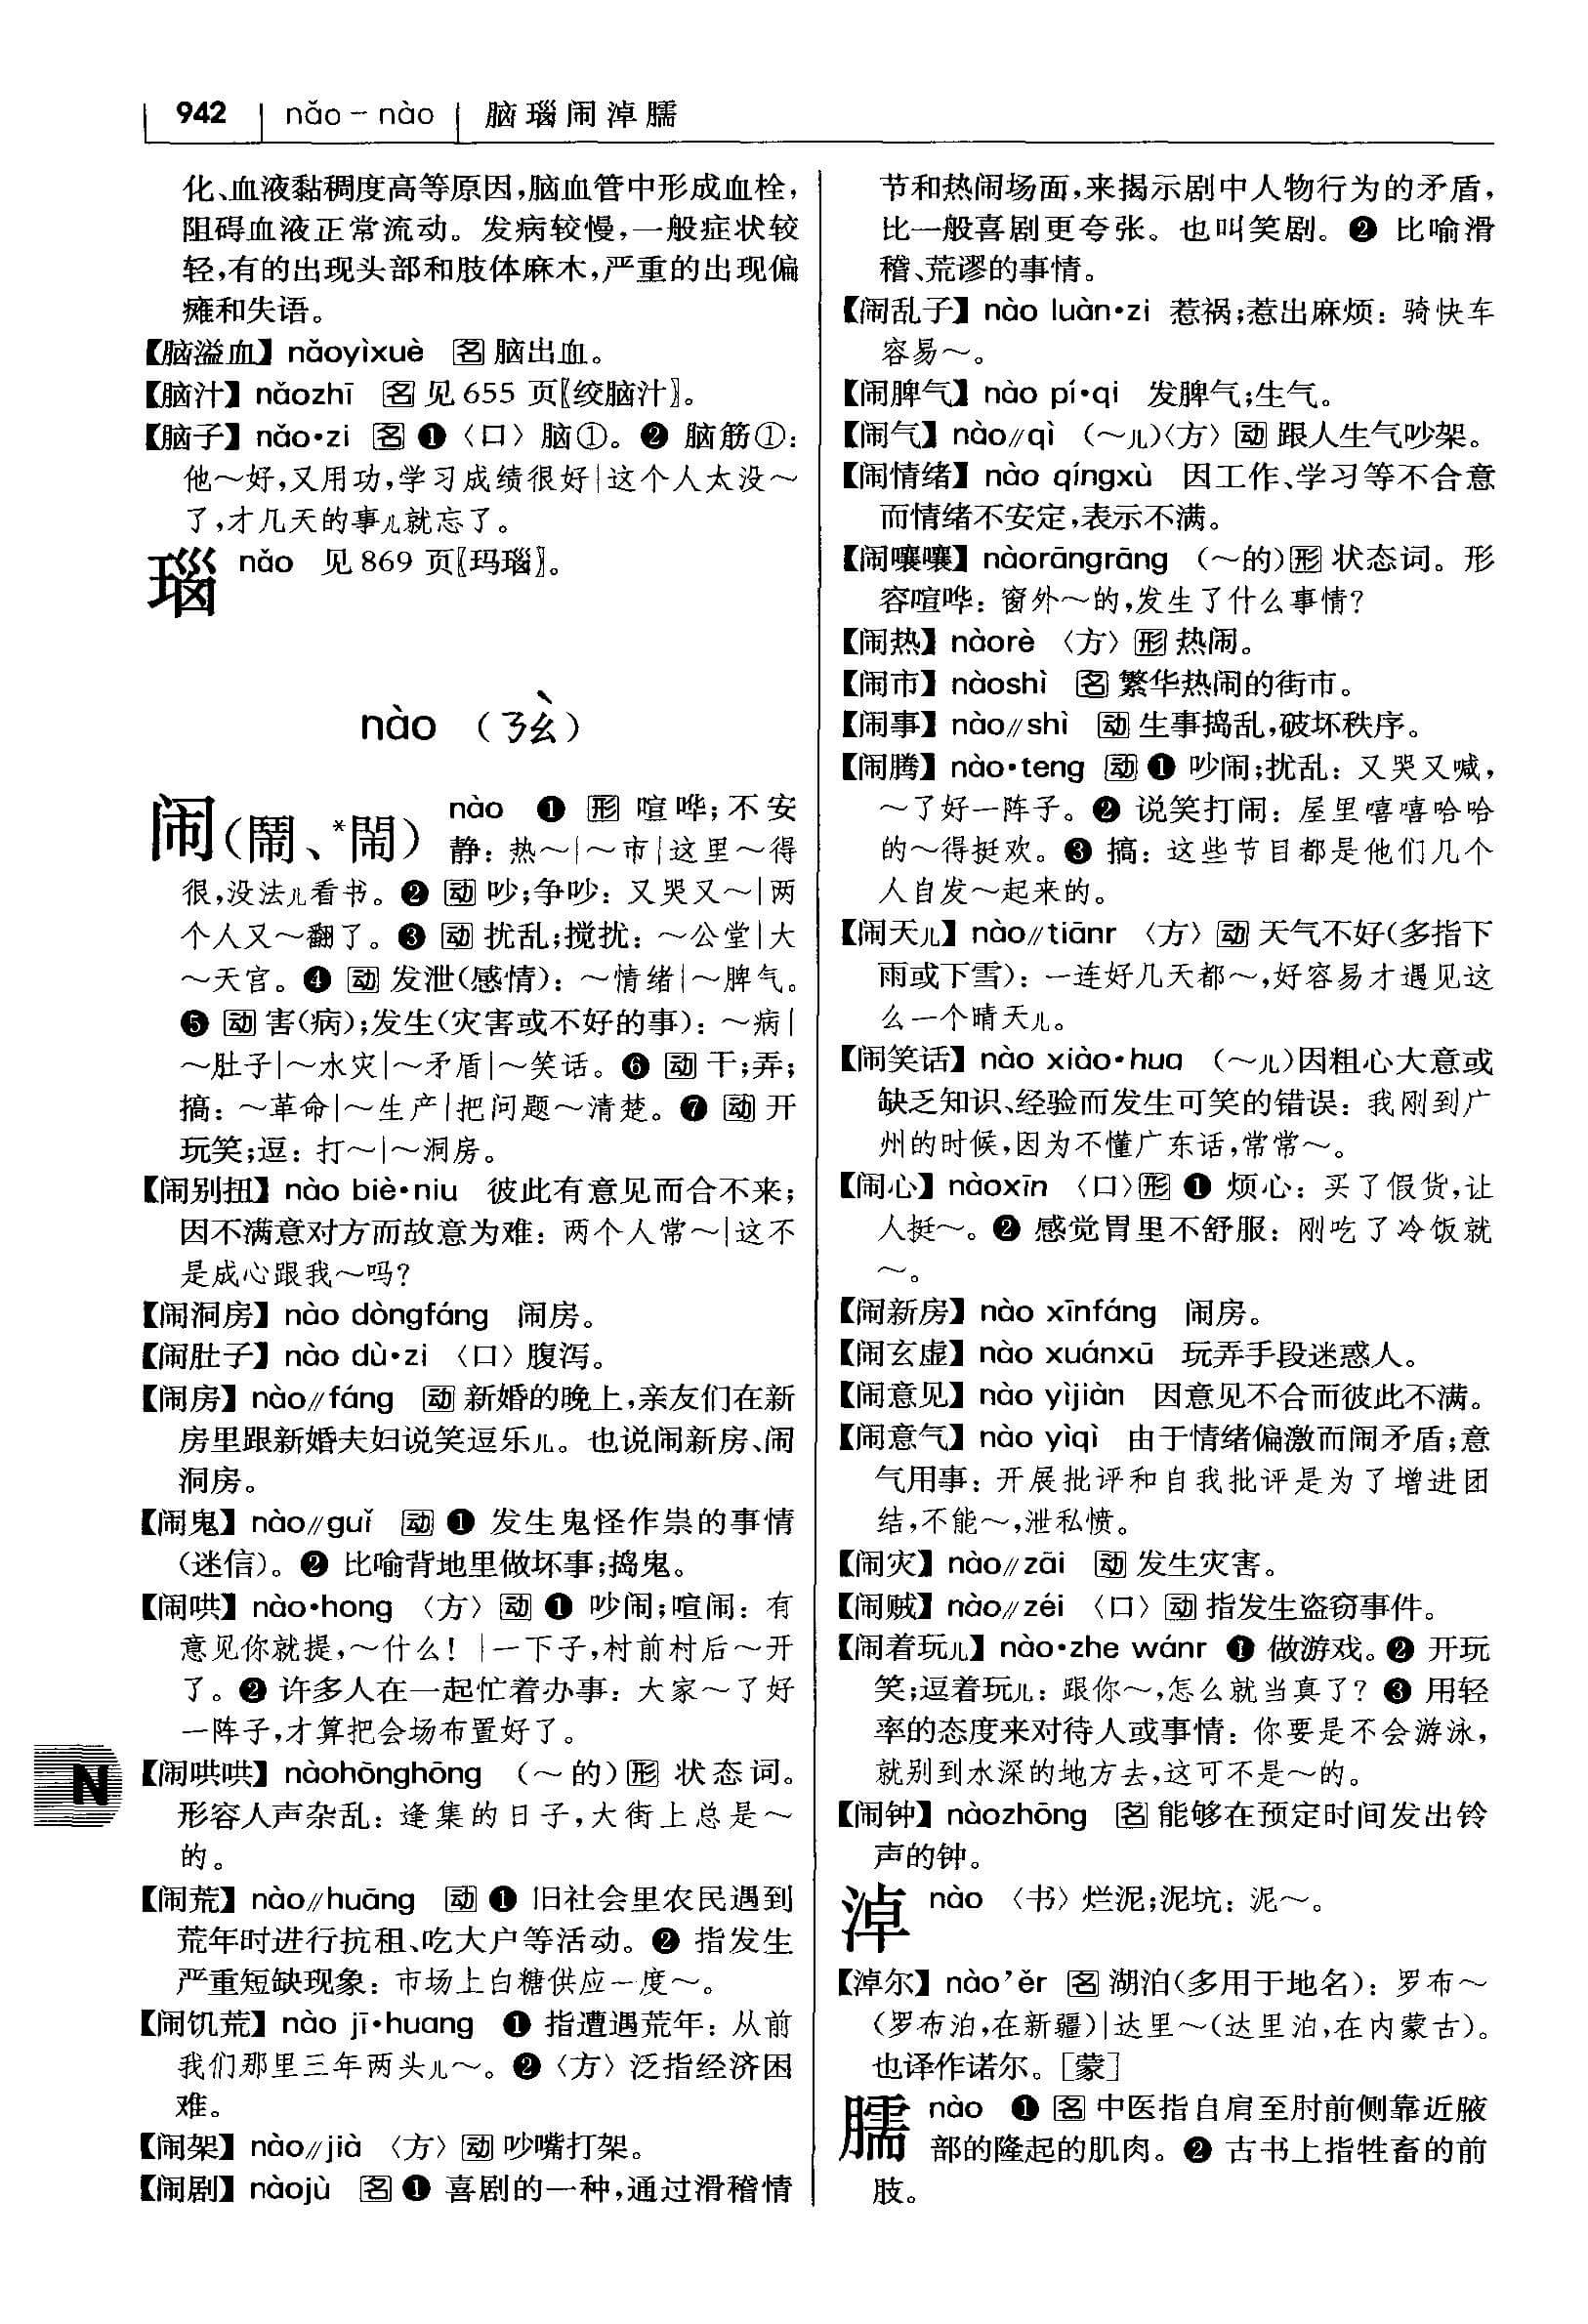 942 nǎo－nào 脑瑙闹淖臑
化、血液黏稠度高等原因,脑血管中形成血栓,
阻碍血液正常流动。发病较慢,一般症状较
轻,有的出现头部和肢体麻木,严重的出现偏
瘫和失语。
【脑溢血】nǎoyìxuè 名 脑出血。
【脑汁】nǎozhī 名 见 655 页〖绞脑汁〗。
【脑子】nǎo•zi 名 ❶〈口〉脑①。❷ 脑筋①：
他～好,又用功,学习成绩很好|这个人太没～
了,才几天的事儿就忘了。
瑙 nǎo 见 869 页〖玛瑙〗。
nào （ㄋㄠˋ）
闹(鬧、*閙) nào ❶ 形 喧哗;不安
静：热～|～市|这里～得
很,没法儿看书。❷ 动 吵;争吵：又哭又～|两
个人又～翻了。❸ 动 扰乱;搅扰：～公堂|大
～天宫。❹ 动 发泄(感情)：～情绪|～脾气。
❺ 动 害(病);发生(灾害或不好的事)：～病|
～肚子|～水灾|～矛盾|～笑话。❻ 动 干;弄;
搞：～革命|～生产|把问题～清楚。❼ 动 开
玩笑;逗：打～|～洞房。
【闹别扭】nào biè•niu 彼此有意见而合不来;
因不满意对方而故意为难：两个人常～|这不
是成心跟我～吗?
【闹洞房】nào dòngfáng 闹房。
【闹肚子】nào dù•zi 〈口〉腹泻。
【闹房】nào//fáng 动 新婚的晚上,亲友们在新
房里跟新婚夫妇说笑逗乐儿。也说闹新房、闹
洞房。
【闹鬼】nào//guǐ 动 ❶ 发生鬼怪作祟的事情
(迷信)。❷ 比喻背地里做坏事;捣鬼。
【闹哄】nào•hong 〈方〉动 ❶ 吵闹;喧闹：有
意见你就提,～什么! |一下子,村前村后～开
了。❷ 许多人在一起忙着办事：大家～了好
一阵子,才算把会场布置好了。
【闹哄哄】nàohōnghōng （～的）形 状态词。
形容人声杂乱：逢集的日子,大街上总是～
的。
【闹荒】nào//huāng 动 ❶ 旧社会里农民遇到
荒年时进行抗租、吃大户等活动。❷ 指发生
严重短缺现象：市场上白糖供应一度～。
【闹饥荒】nào jī•huang ❶ 指遭遇荒年：从前
我们那里三年两头儿～。❷〈方〉泛指经济困
难。
【闹架】nào//jià 〈方〉动 吵嘴打架。
【闹剧】nàojù 名 ❶ 喜剧的一种,通过滑稽情
节和热闹场面,来揭示剧中人物行为的矛盾,
比一般喜剧更夸张。也叫笑剧。❷ 比喻滑
稽、荒谬的事情。
【闹乱子】nào luàn•zi 惹祸;惹出麻烦：骑快车
容易～。
【闹脾气】nào pí•qi 发脾气;生气。
【闹气】nào//qì （～儿）〈方〉动 跟人生气吵架。
【闹情绪】nào qíngxù 因工作、学习等不合意
而情绪不安定,表示不满。
【闹嚷嚷】nàorāngrāng （～的）形 状态词。形
容喧哗：窗外～的,发生了什么事情?
【闹热】nàorè 〈方〉形 热闹。
【闹市】nàoshì 名 繁华热闹的街市。
【闹事】nào//shì 动 生事捣乱,破坏秩序。
【闹腾】nào•teng 动 ❶ 吵闹;扰乱：又哭又喊,
～了好一阵子。❷ 说笑打闹：屋里嘻嘻哈哈
的～得挺欢。❸ 搞：这些节目都是他们几个
人自发～起来的。
【闹天儿】nào//tiānr 〈方〉动 天气不好(多指下
雨或下雪)：一连好几天都～,好容易才遇见这
么一个晴天儿。
【闹笑话】nào xiào•hua （～儿）因粗心大意或
缺乏知识、经验而发生可笑的错误：我刚到广
州的时候,因为不懂广东话,常常～。
【闹心】nàoxīn 〈口〉形 ❶ 烦心：买了假货,让
人挺～。❷ 感觉胃里不舒服：刚吃了冷饭就
～。
【闹新房】nào xīnfáng 闹房。
【闹玄虚】nào xuánxū 玩弄手段迷惑人。
【闹意见】nào yìjiàn 因意见不合而彼此不满。
【闹意气】nào yìqì 由于情绪偏激而闹矛盾;意
气用事：开展批评和自我批评是为了增进团
结,不能～,泄私愤。
【闹灾】nào//zāi 动 发生灾害。
【闹贼】nào//zéi 〈口〉动 指发生盗窃事件。
【闹着玩儿】nào•zhe wánr ❶ 做游戏。❷ 开玩
笑;逗着玩儿：跟你～,怎么就当真了? ❸ 用轻
率的态度来对待人或事情：你要是不会游泳,
就别到水深的地方去,这可不是～的。
【闹钟】nàozhōng 名 能够在预定时间发出铃
声的钟。
淖 nào 〈书〉烂泥;泥坑：泥～。
【淖尔】nào’ěr 名 湖泊(多用于地名)：罗布～
(罗布泊,在新疆)|达里～(达里泊,在内蒙古)。
也译作诺尔。[蒙]
臑 nào ❶ 名 中医指自肩至肘前侧靠近腋
部的隆起的肌肉。❷ 古书上指牲畜的前
肢。
N